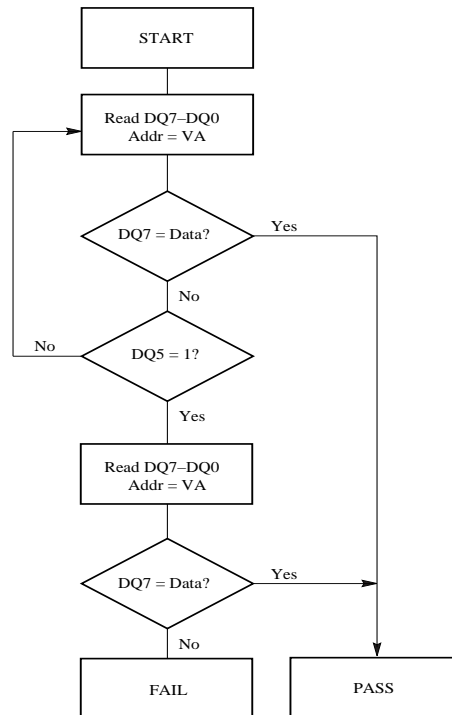 START
Read DQ7–DQ0
Addr = VA
DQ7 = Data?
Yes
No
No
DQ5 = 1?
Yes
Read DQ7–DQ0
Addr = VA
DQ7 = Data?
Yes
No
FAIL
PASS